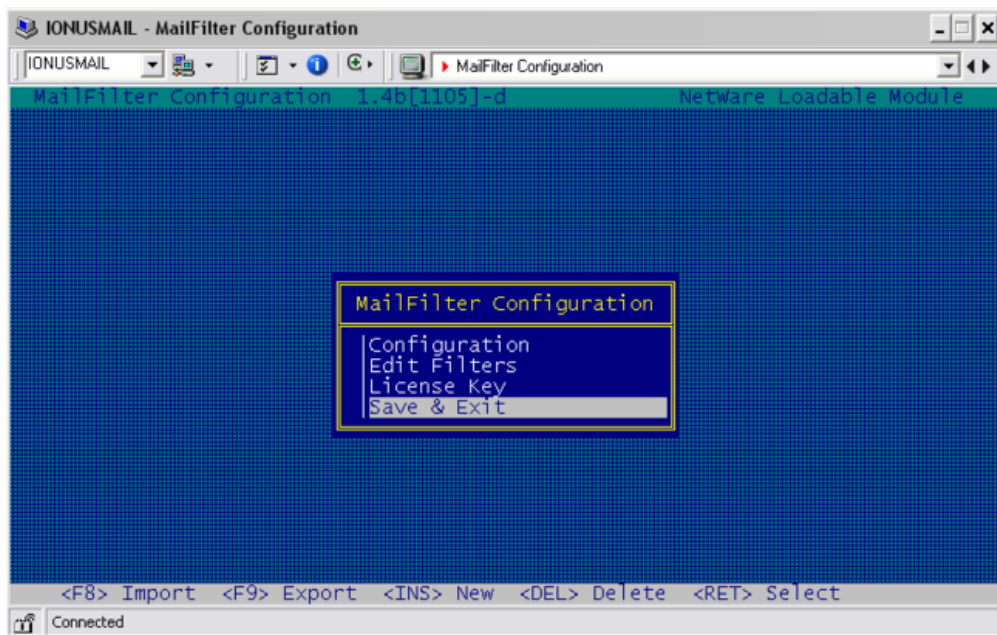 IONUSMAIL - MailFilter Configuration
IONUSMAIL MailFilter Configuration
MailFilter Configuration 1.4b[1105]-d NetWare Loadable Module
MailFilter Configuration
Configuration
Edit Filters
License Key
Save & Exit
<F8> Import <F9> Export <INS> New <DEL> Delete <RET> Select
Connected